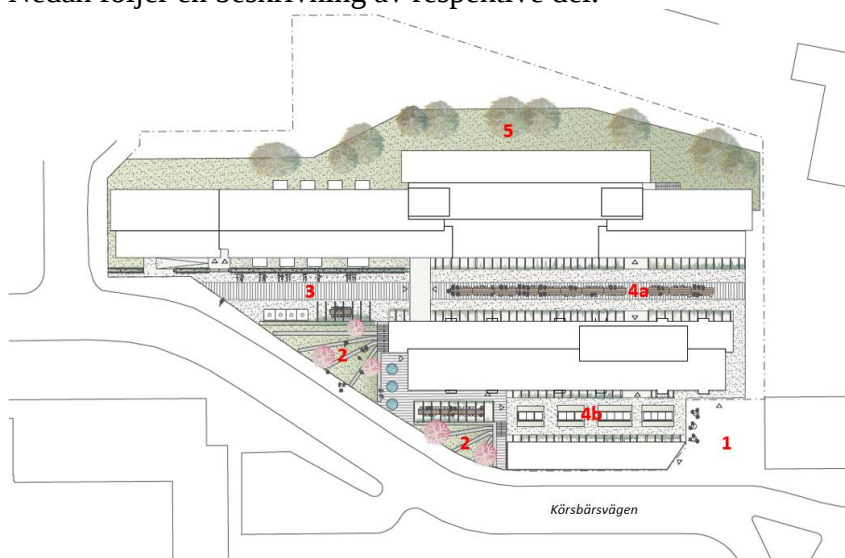 Nedan följer en beskrivning av respektive del.
5
3
4a
2
4b
2
1
Körsbärsvägen